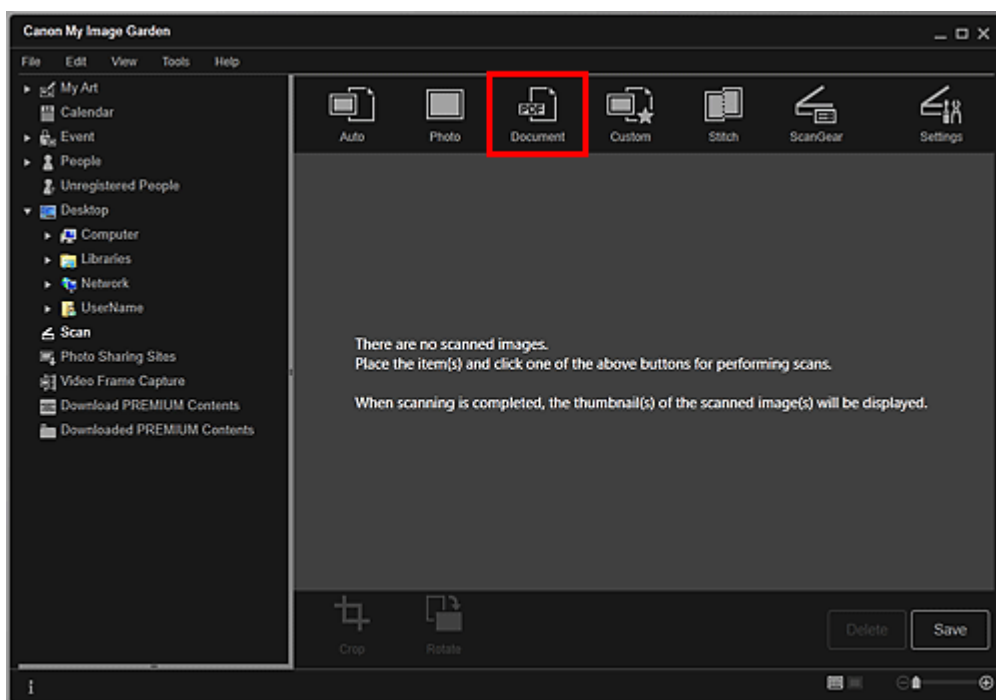 Canon My Image Garden
File Edit View Tools Help
My Art
Calendar
Event
People
Unregistered People
Desktop
Computer
Libraries
Network
UserName
Scan
Photo Sharing Sites
Video Frame Capture
Download PREMIUM Contents
Downloaded PREMIUM Contents
PDF
Auto Photo Document Custom Stitch ScanGear Settings
There are no scanned images.
Place the item(s) and click one of the above buttons for performing scans.
When scanning is completed, the thumbnail(s) of the scanned image(s) will be displayed.
Crop Rotate Delete Save